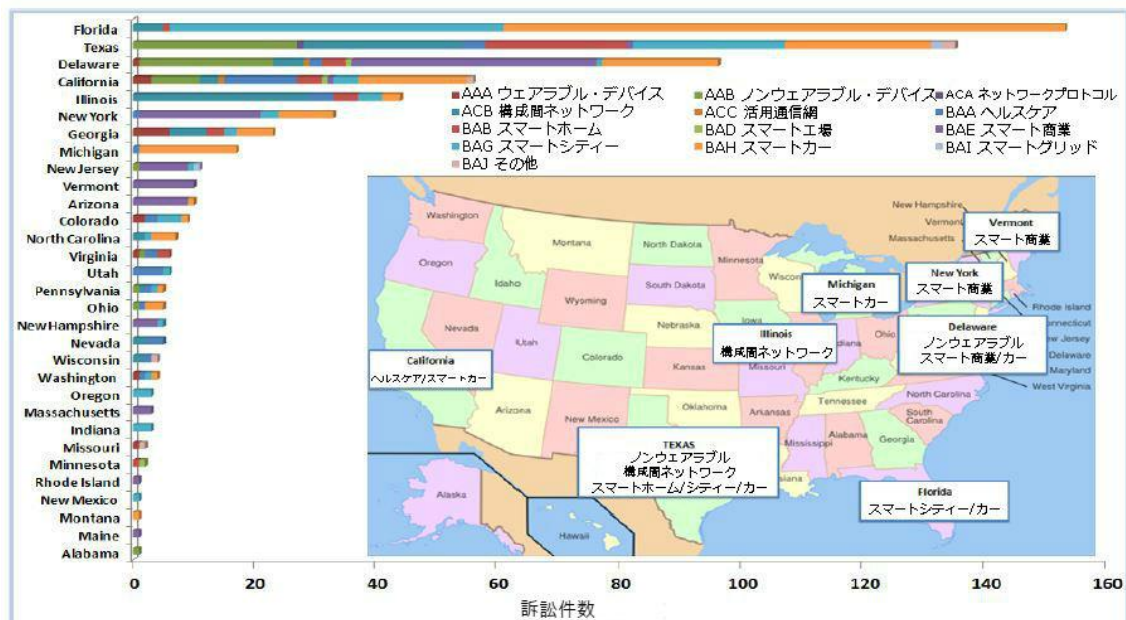 Florida
Texas
Delaware
California
Illinois
New York
Georgia
Michigan
New Jersey
Vermont
Arizona
Colorado
North Carolina
Virginia
Utah
Pennsylvania
Ohio
New Hampshire
Nevada
Wisconsin
Washington
Oregon
Massachusetts
Indiana
Missouri
Minnesota
Rhode Island
New Mexico
Montana
Maine
Alabama
AAA ウェアラブル・デバイス
AAB ノンウェアラブル・デバイス
ACA ネットワークプロトコル
ACB 構成間ネットワーク
ACC 活用通信網
BAA ヘルスケア
BAB スマートホーム
BAD スマート工場
BAE スマート商業
BAG スマートシティー
BAH スマートカー
BAI スマートグリッド
BAJ その他
Washington
Oregon
Idaho
Montana
North Dakota
South Dakota
Minnesota
Wyoming
Nebraska
Nevada
Utah
Colorado
Kansas
Iowa
Missouri
Arizona
New Mexico
Oklahoma
Arkansas
Mississippi
Alabama
Georgia
Tennessee
Kentucky
Ohio
North Carolina
South
Carolina
Alaska
Hawaii
New Hampshire
Vermont
Massachusetts
Rhode Island
Delaware
Maryland
West Virginia
Vermont
スマート商業
New York
スマート商業
Michigan
スマートカー
Illinois
構成間ネットワーク
Delaware
ノンウェアラブル
スマート商業/カー
California
ヘルスケア/スマートカー
TEXAS
ノンウェアラブル
構成間ネットワーク
スマートホーム/シティー/カー
Florida
スマートシティー/カー
0 20 40 60 80 100 120 140 160
訴訟件数